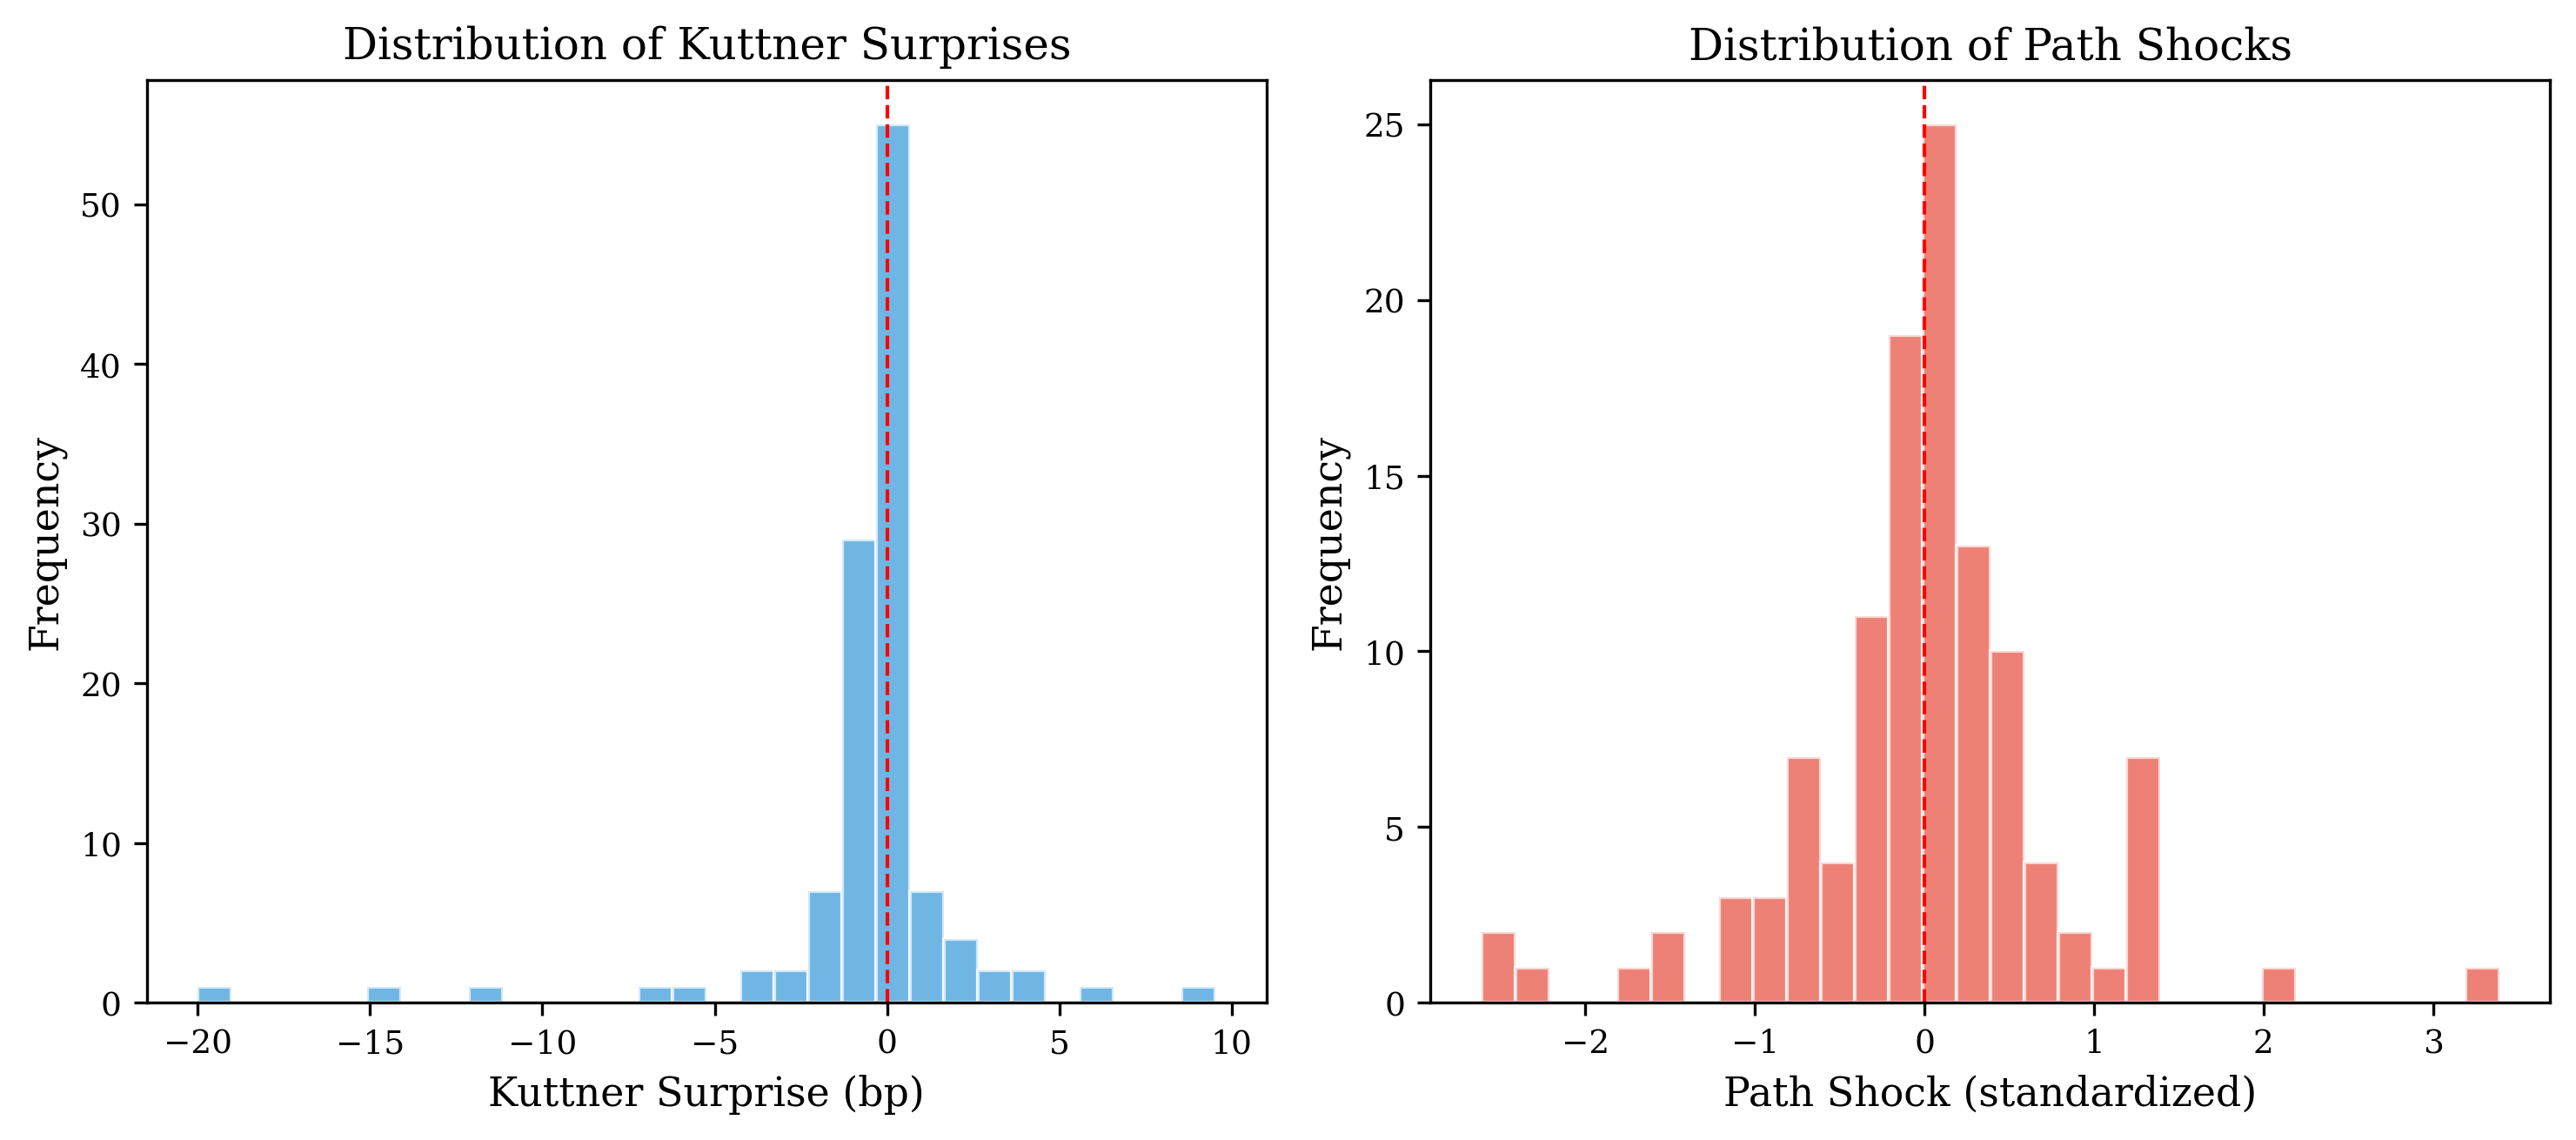 Distribution of Kuttner Surprises
Frequency
50
40
30
20
10
0
−20 −15 −10 −5 0 5 10
Kuttner Surprise (bp)
Distribution of Path Shocks
Frequency
25
20
15
10
5
0
−2 −1 0 1 2 3
Path Shock (standardized)